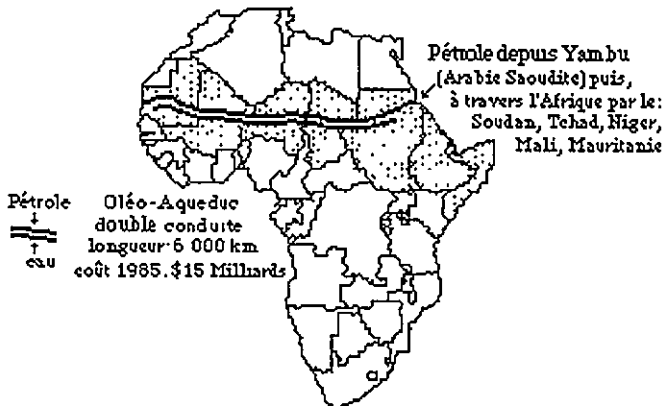 Pétrole depuis Yambu
(Arabie Saoudite) puis,
à travers l'Afrique par le:
Soudan, Tchad, Niger,
Mali, Mauritanie
Pétrole
eau
Oléo-Aqueduc
double conduite
longueur:6 000 km
coût 1985.$15 Milliards